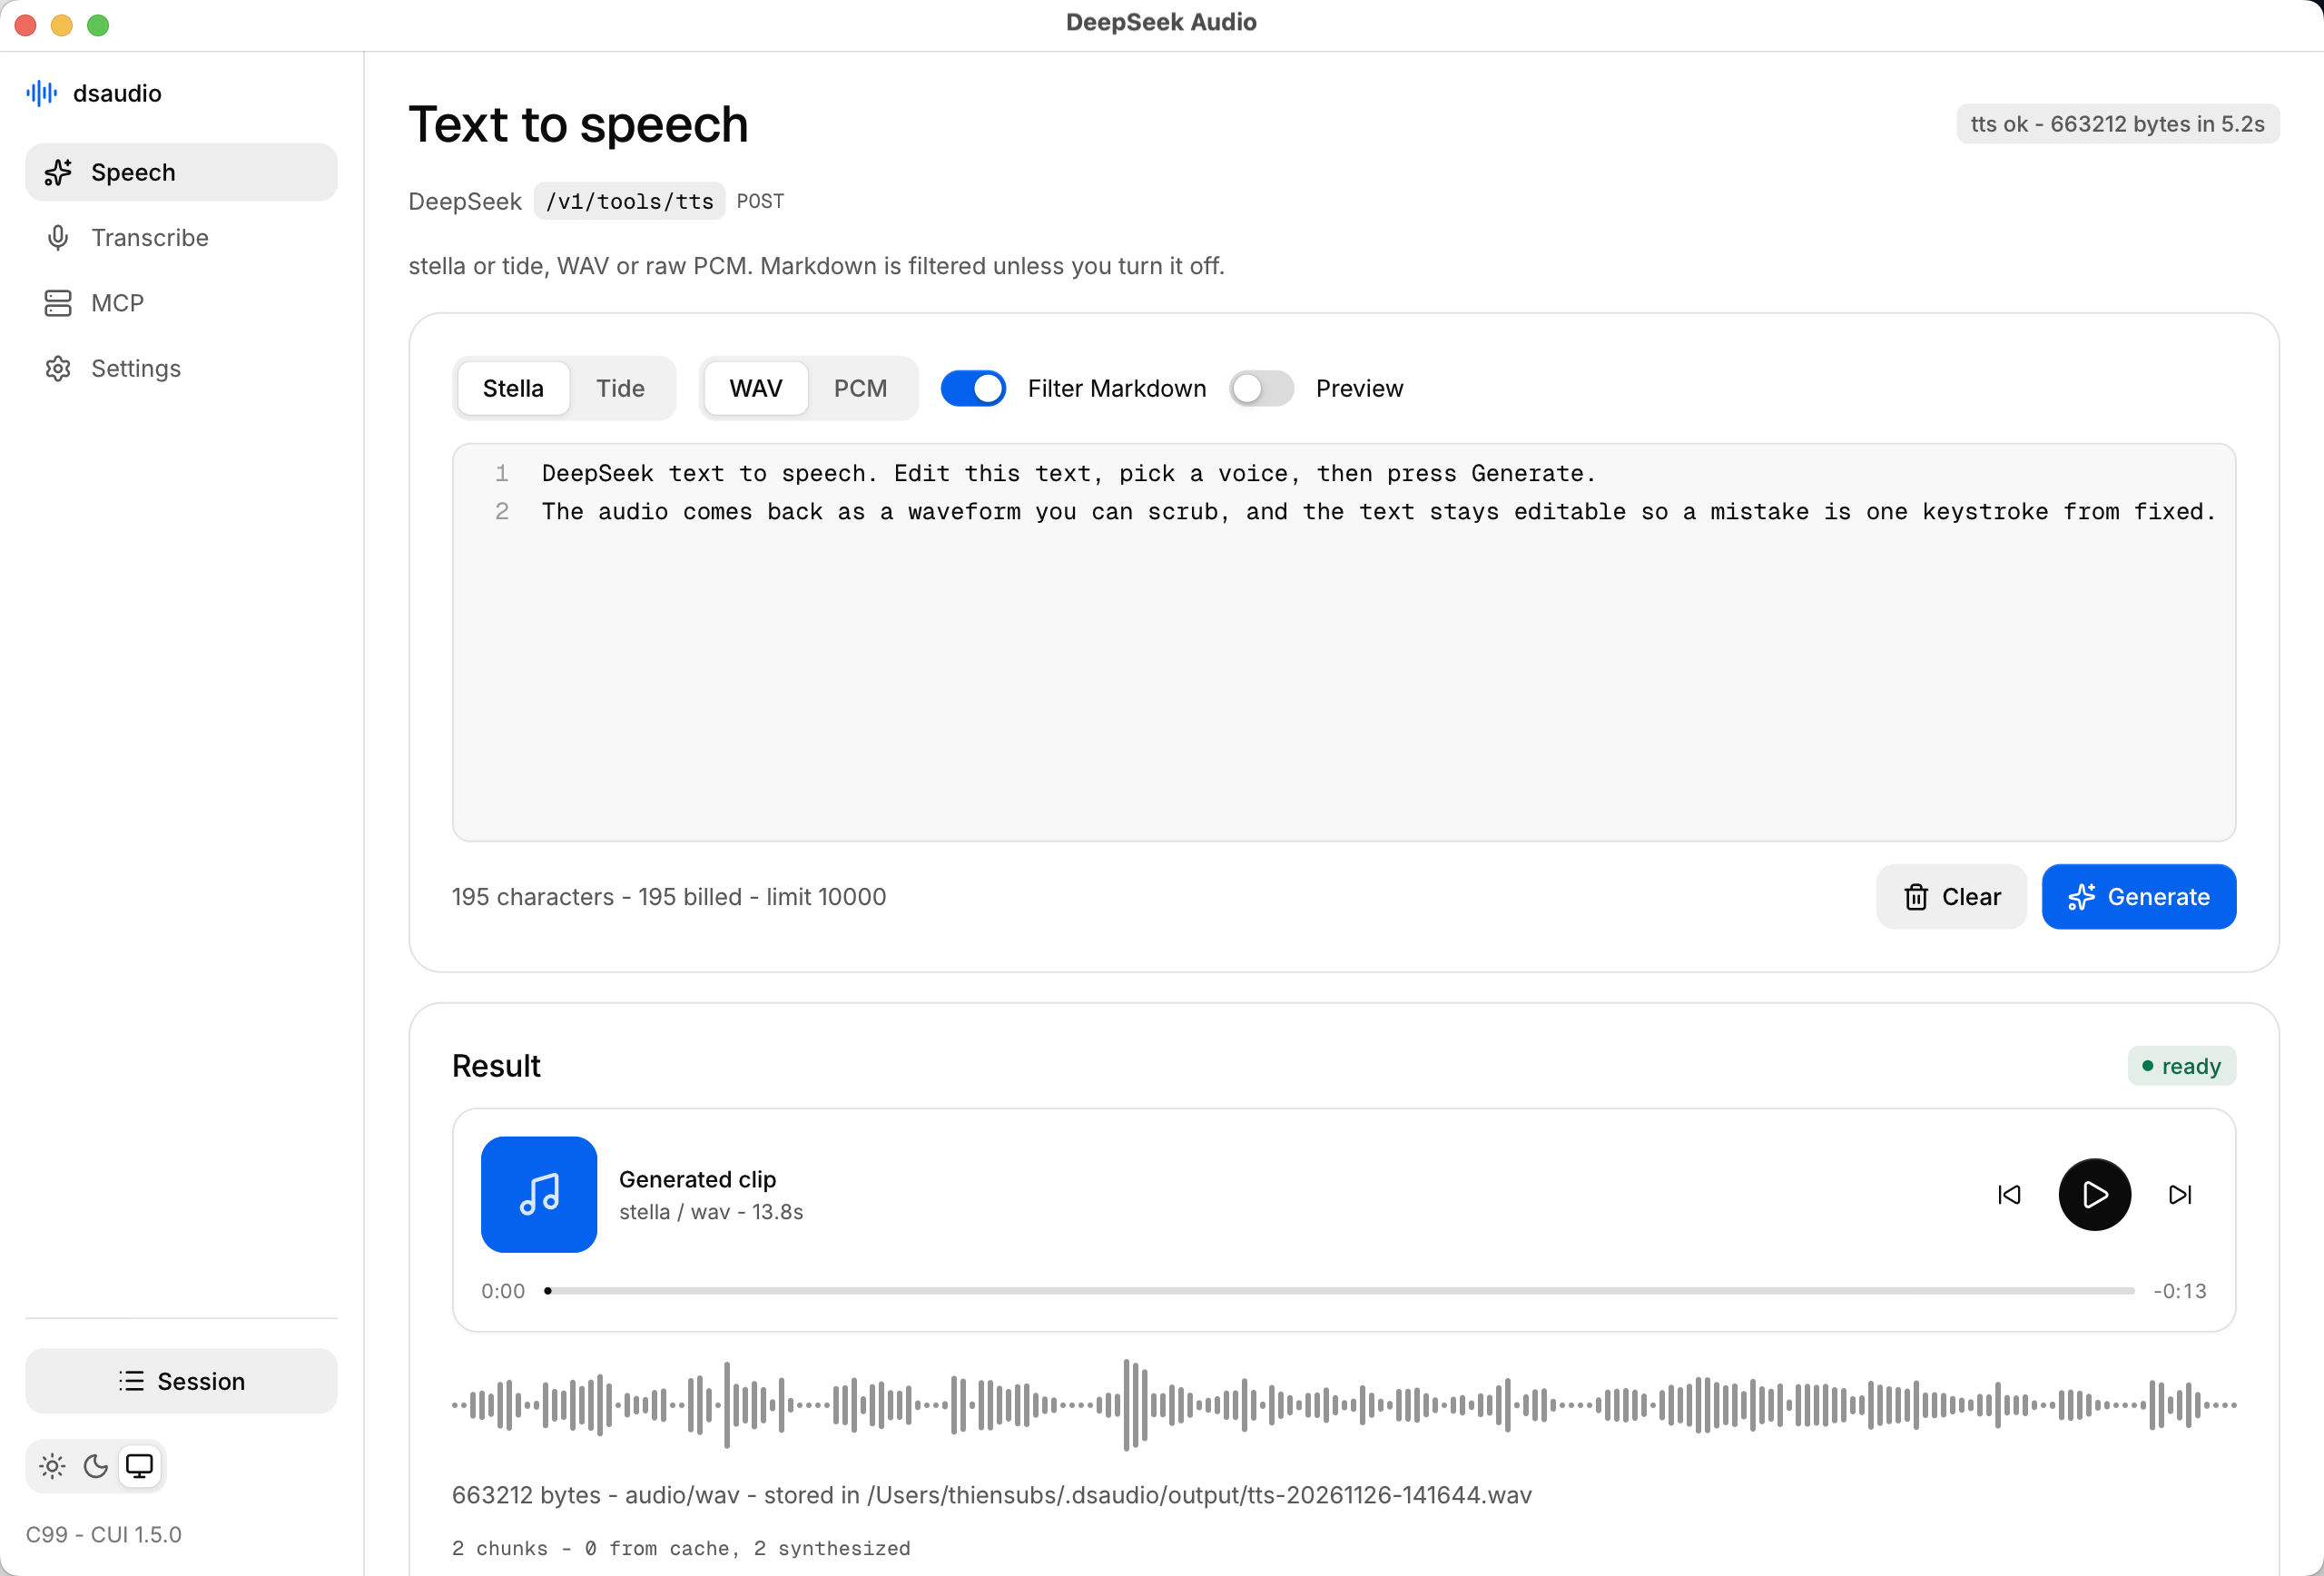 DeepSeek Audio
dsaudio
Speech
Transcribe
MCP
Settings
Session
C99 - CUI 1.5.0
Text to speech
tts ok - 663212 bytes in 5.2s
DeepSeek /v1/tools/tts POST
stella or tide, WAV or raw PCM. Markdown is filtered unless you turn it off.
Stella Tide WAV PCM Filter Markdown Preview
1 DeepSeek text to speech. Edit this text, pick a voice, then press Generate.
2 The audio comes back as a waveform you can scrub, and the text stays editable so a mistake is one keystroke from fixed.
195 characters - 195 billed - limit 10000
Clear Generate
Result
ready
Generated clip
stella / wav - 13.8s
0:00 -0:13
663212 bytes - audio/wav - stored in /Users/thiensubs/.dsaudio/output/tts-20261126-141644.wav
2 chunks - 0 from cache, 2 synthesized